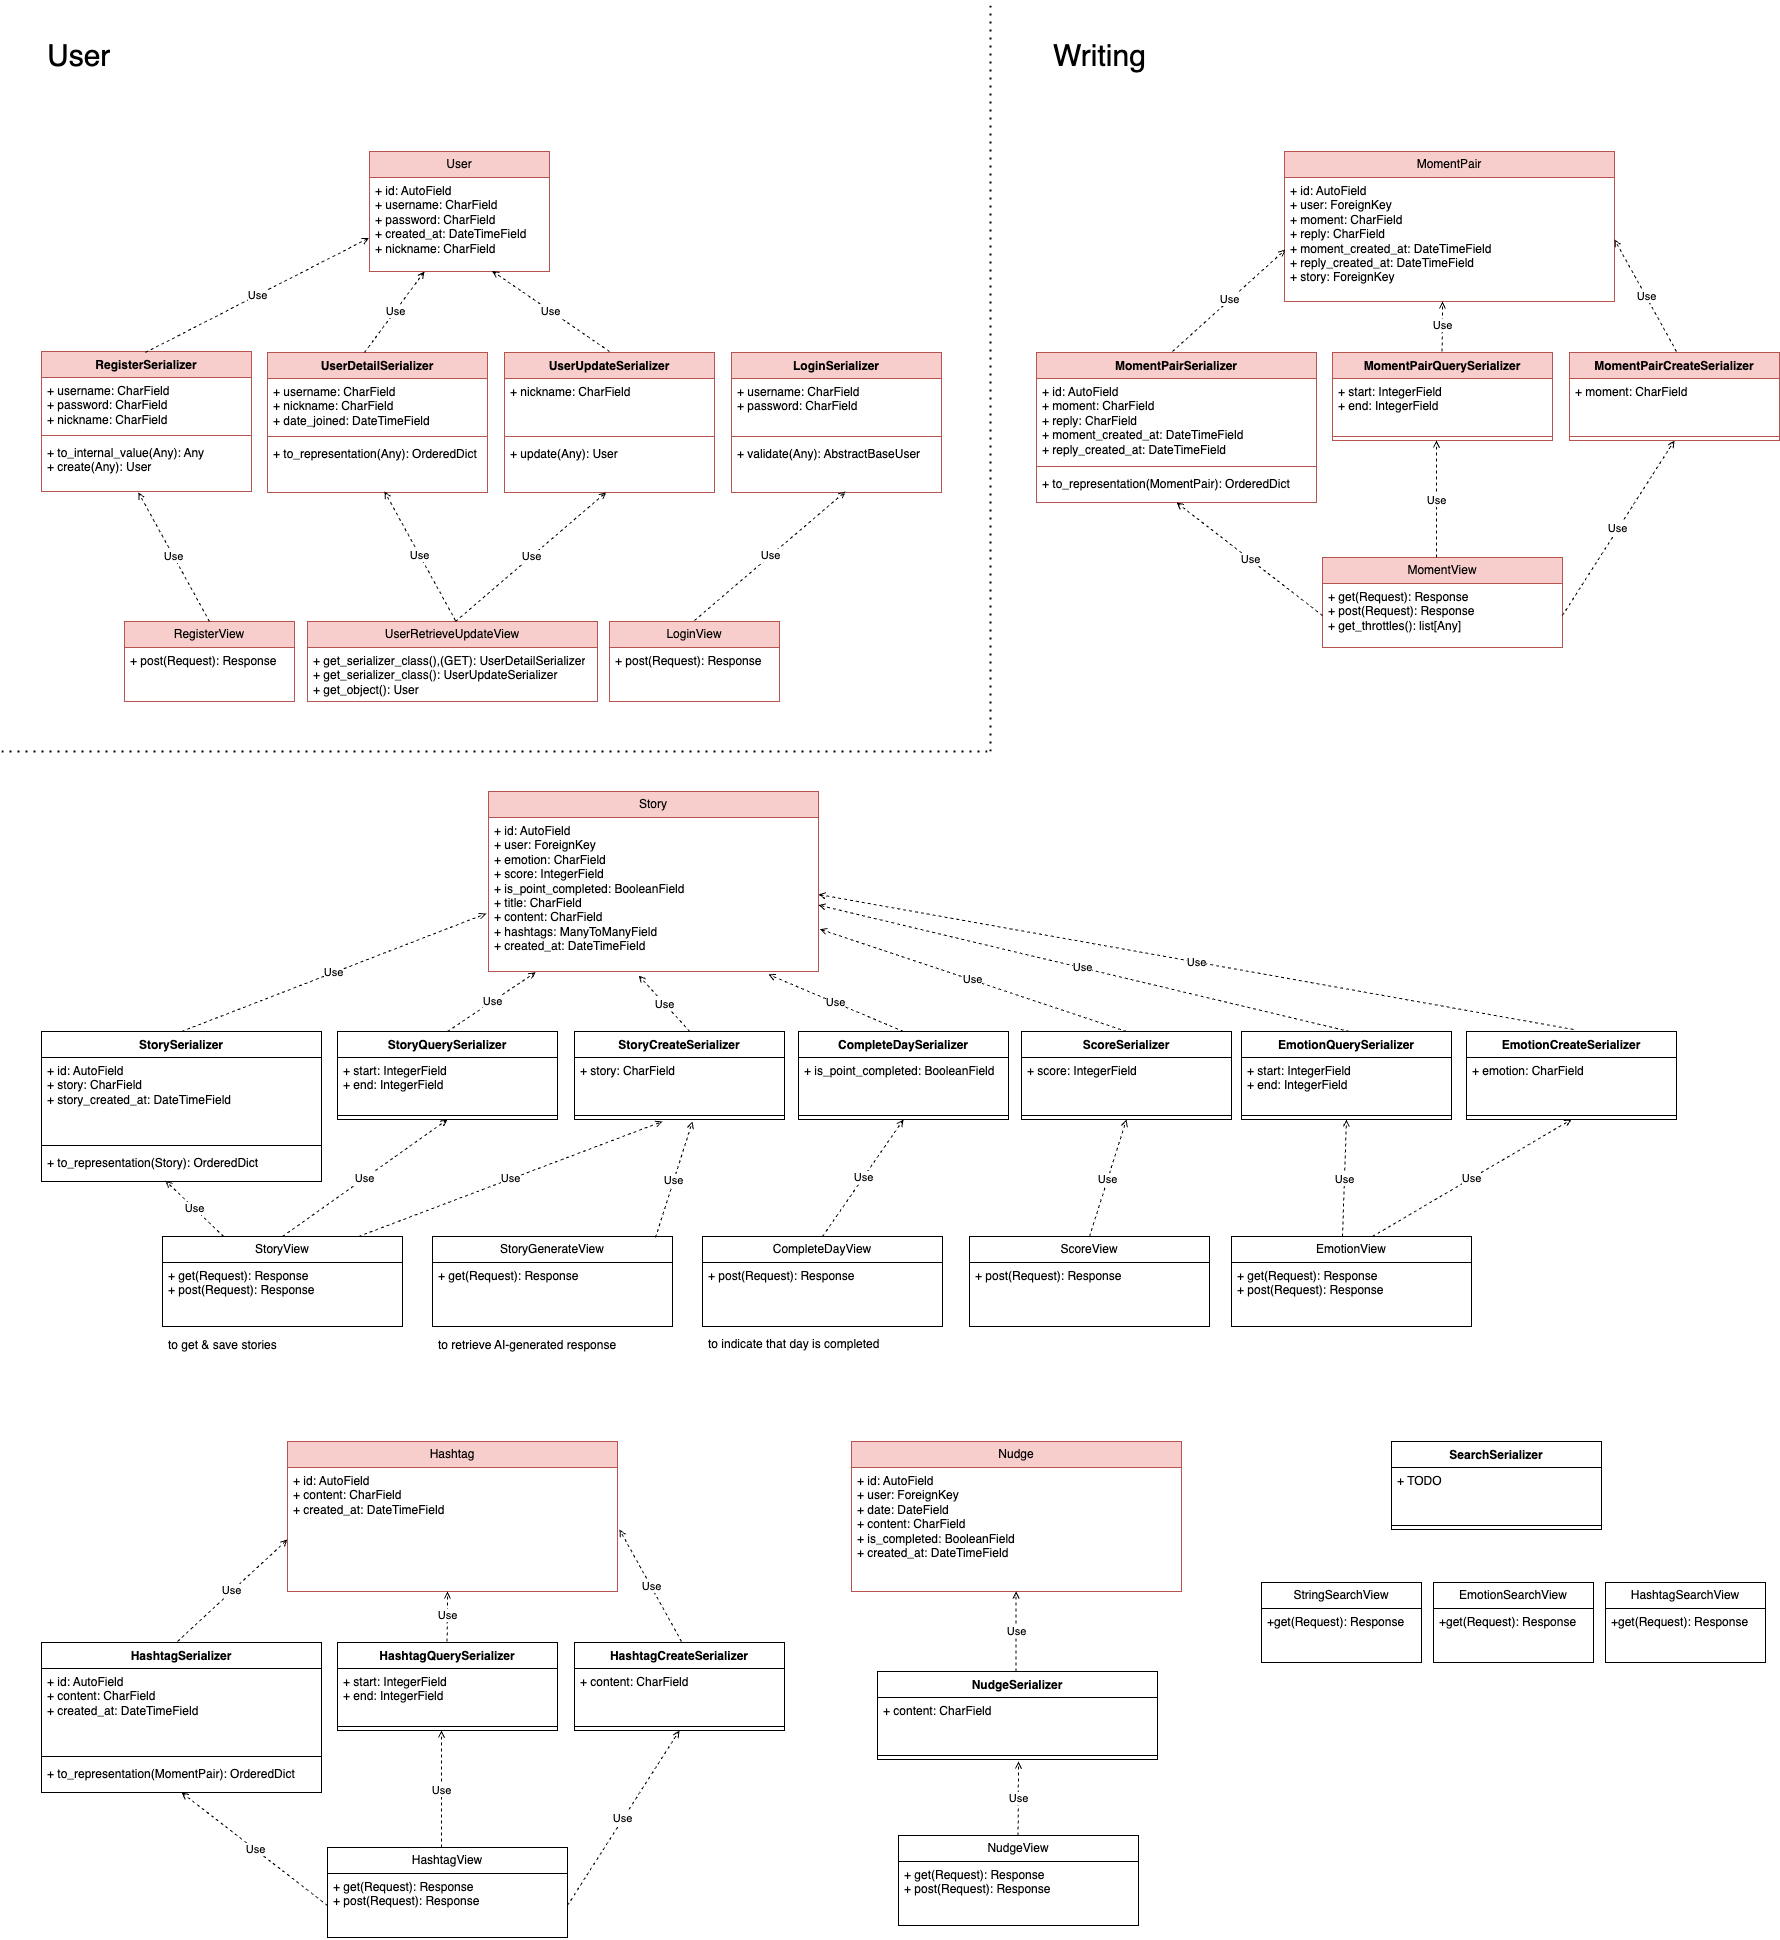 User
Writing
User
+ id: AutoField
+ username: CharField
+ password: CharField
+ created_at: DateTimeField
+ nickname: CharField
Use
Use
Use
RegisterSerializer
+ username: CharField
+ password: CharField
+ nickname: CharField
+ to_internal_value(Any): Any
+ create(Any): User
UserDetailSerializer
+ username: CharField
+ nickname: CharField
+ date_joined: DateTimeField
+ to_representation(Any): OrderedDict
UserUpdateSerializer
+ nickname: CharField
+ update(Any): User
LoginSerializer
+ username: CharField
+ password: CharField
+ validate(Any): AbstractBaseUser
Use
Use
Use
Use
RegisterView
+ post(Request): Response
UserRetrieveUpdateView
+ get_serializer_class(),(GET): UserDetailSerializer
+ get_serializer_class(): UserUpdateSerializer
+ get_object(): User
LoginView
+ post(Request): Response
MomentPair
+ id: AutoField
+ user: ForeignKey
+ moment: CharField
+ reply: CharField
+ moment_created_at: DateTimeField
+ reply_created_at: DateTimeField
+ story: ForeignKey
Use
Use
Use
MomentPairSerializer
+ id: AutoField
+ moment: CharField
+ reply: CharField
+ moment_created_at: DateTimeField
+ reply_created_at: DateTimeField
+ to_representation(MomentPair): OrderedDict
MomentPairQuerySerializer
+ start: IntegerField
+ end: IntegerField
MomentPairCreateSerializer
+ moment: CharField
Use
Use
Use
MomentView
+ get(Request): Response
+ post(Request): Response
+ get_throttles(): list[Any]
Story
+ id: AutoField
+ user: ForeignKey
+ emotion: CharField
+ score: IntegerField
+ is_point_completed: BooleanField
+ title: CharField
+ content: CharField
+ hashtags: ManyToManyField
+ created_at: DateTimeField
Use
Use
Use
Use
Use
Use
Use
StorySerializer
+ id: AutoField
+ story: CharField
+ story_created_at: DateTimeField
+ to_representation(Story): OrderedDict
StoryQuerySerializer
+ start: IntegerField
+ end: IntegerField
StoryCreateSerializer
+ story: CharField
CompleteDaySerializer
+ is_point_completed: BooleanField
ScoreSerializer
+ score: IntegerField
EmotionQuerySerializer
+ start: IntegerField
+ end: IntegerField
EmotionCreateSerializer
+ emotion: CharField
Use
Use
Use
Use
Use
Use
Use
Use
StoryView
+ get(Request): Response
+ post(Request): Response
to get & save stories
StoryGenerateView
+ get(Request): Response
to retrieve AI-generated response
CompleteDayView
+ post(Request): Response
to indicate that day is completed
ScoreView
+ post(Request): Response
EmotionView
+ get(Request): Response
+ post(Request): Response
Hashtag
+ id: AutoField
+ content: CharField
+ created_at: DateTimeField
Use
Use
Use
HashtagSerializer
+ id: AutoField
+ content: CharField
+ created_at: DateTimeField
+ to_representation(MomentPair): OrderedDict
HashtagQuerySerializer
+ start: IntegerField
+ end: IntegerField
HashtagCreateSerializer
+ content: CharField
Use
Use
Use
HashtagView
+ get(Request): Response
+ post(Request): Response
Nudge
+ id: AutoField
+ user: ForeignKey
+ date: DateField
+ content: CharField
+ is_completed: BooleanField
+ created_at: DateTimeField
Use
NudgeSerializer
+ content: CharField
Use
NudgeView
+ get(Request): Response
+ post(Request): Response
SearchSerializer
+ TODO
StringSearchView
+get(Request): Response
EmotionSearchView
+get(Request): Response
HashtagSearchView
+get(Request): Response